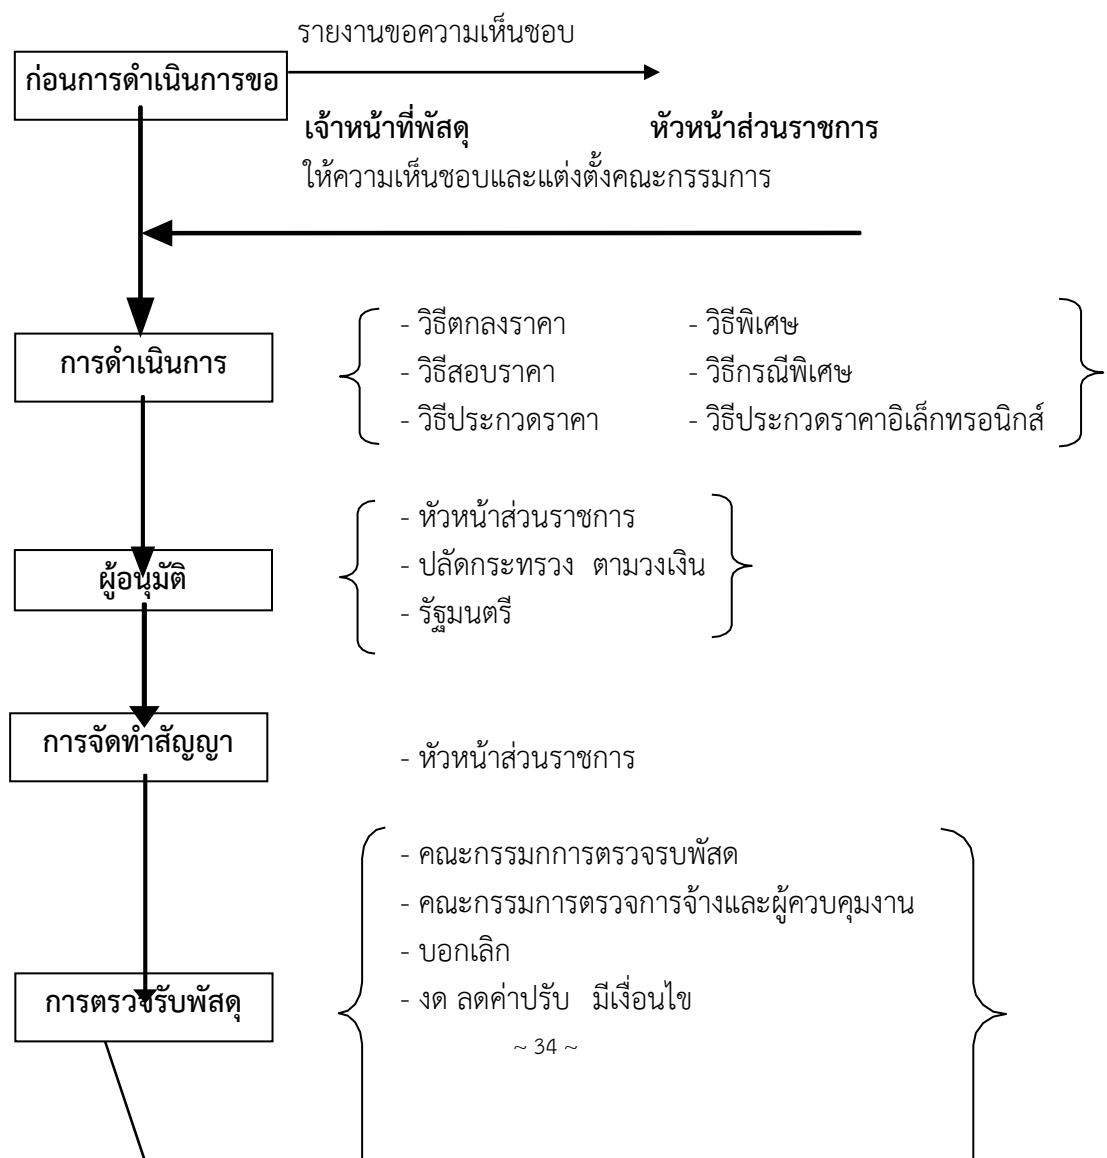 รายงานขอความเห็นชอบ
ก่อนการดำเนินการขอ
เจ้าหน้าที่พัสดุ หัวหน้าส่วนราชการ
ให้ความเห็นชอบและแต่งตั้งคณะกรรมการ
- วิธีตกลงราคา - วิธีพิเศษ
การดำเนินการ
- วิธีสอบราคา - วิธีกรณีพิเศษ
- วิธีประกวดราคา - วิธีประกวดราคาอิเล็กทรอนิกส์
- หัวหน้าส่วนราชการ
- ปลัดกระทรวง ตามวงเงิน
ผู้อนุมัติ
- รัฐมนตรี
การจัดทำสัญญา
- หัวหน้าส่วนราชการ
- คณะกรรมกการตรวจรบพัสด
- คณะกรรมการตรวจการจ้างและผู้ควบคุมงาน
- บอกเลิก
- งด ลดค่าปรับ มีเงื่อนไข
การตรวจรับพัสดุ
~ 34 ~